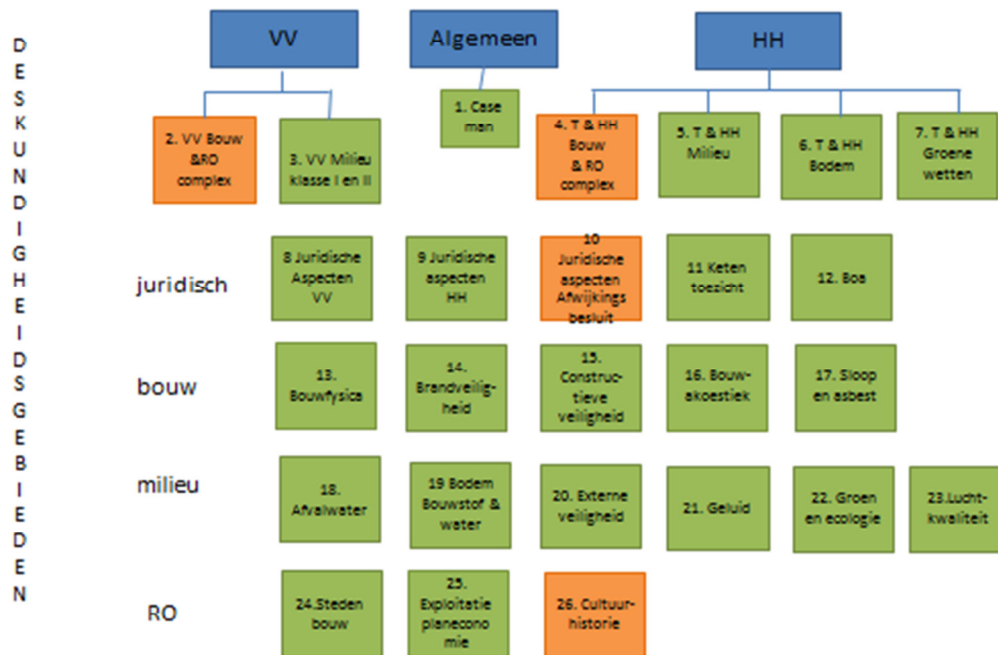 DESKUNDIGHEIDSGEBIEDEN
VV
Algemeen
HH
1. Case
man
2. VV Bouw
&RO
complex
3. VV Milieu
klasse I en II
4. T & HH
Bouw
& RO
complex
5. T & HH
Milieu
6. T & HH
Bodem
7. T & HH
Groene
wetten
juridisch
8 Juridische
Aspecten
VV
9 Juridische
aspecten
HH
10
Juridische
aspecten
Afwijkings
besluit
11 Keten
toezicht
12. Boa
bouw
13.
Bouwfysica
14.
Brandveilig-
heid
15.
Construc-
tieve
veiligheid
16. Bouw-
akoestiek
17. Sloop
en asbest
milieu
18.
Afvalwater
19 Bodem
Bouwstof &
water
20. Externe
veiligheid
21. Geluid
22. Groen
en ecologie
23.Lucht-
kwaliteit
RO
24.Steden
bouw
25.
Exploitatie
planecono
mie
26. Cultuur-
historie